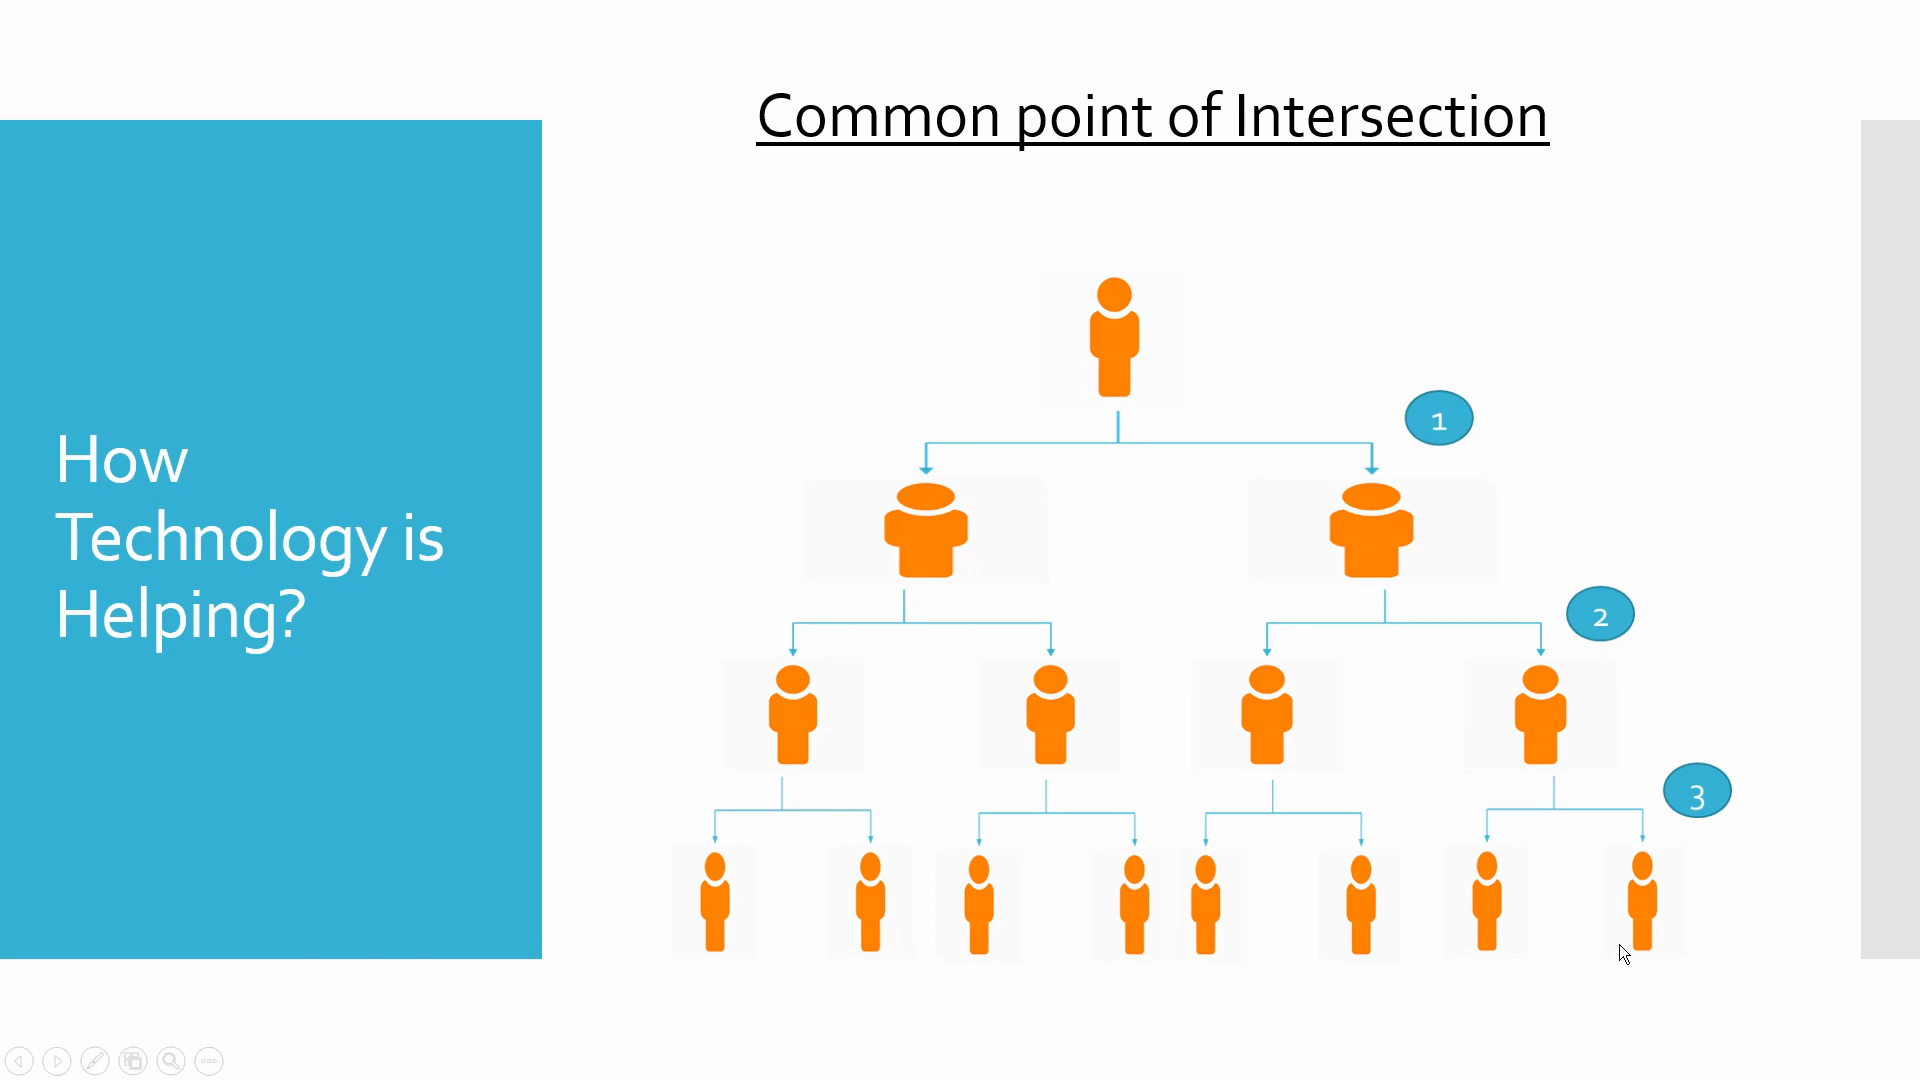 Common point of Intersection
How
Technology is
Helping?
1
2
3